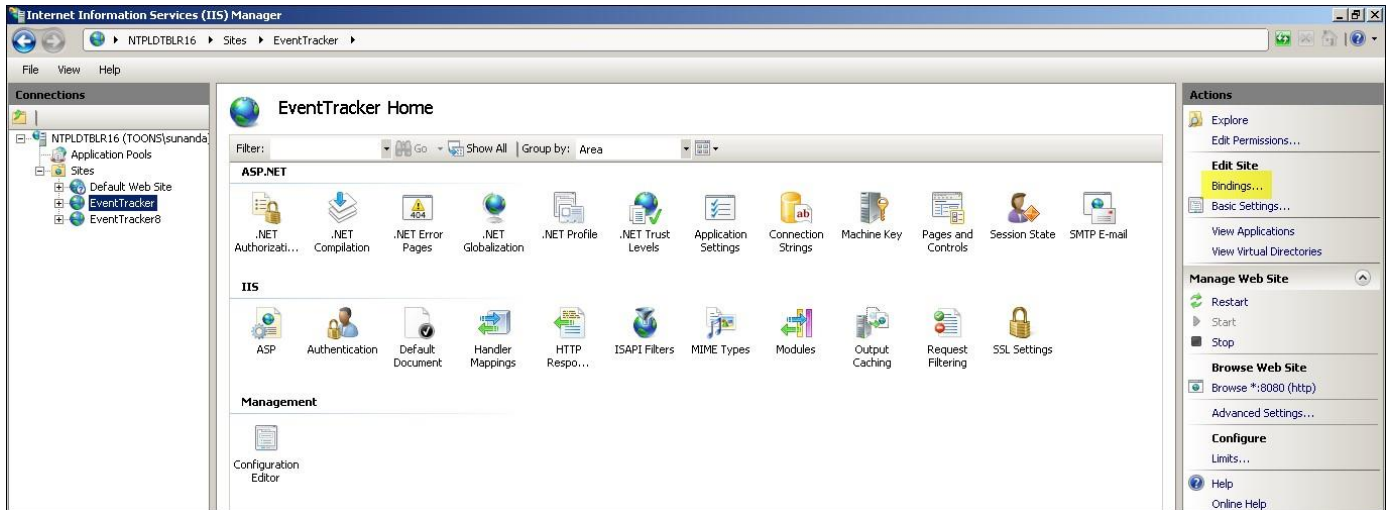 Internet Information Services (IIS) Manager
NTPLDTBLR16 Sites EventTracker
File View Help
Connections
NTPLDTBLR16 (TOONS\sunanda
Application Pools
Sites
Default Web Site
EventTracker
EventTracker8
EventTracker Home
Filter: Go Show All Group by: Area
ASP.NET
.NET Authorizati...
.NET Compilation
404
.NET Error Pages
.NET Globalization
.NET Profile
.NET Trust Levels
Application Settings
ab
Connection Strings
Machine Key
Pages and Controls
Session State
SMTP E-mail
IIS
ASP
Authentication
Default Document
Handler Mappings
HTTP Respo...
ISAPI Filters
MIME Types
Modules
Output Caching
Request Filtering
SSL Settings
Management
Configuration Editor
Actions
Explore
Edit Permissions...
Edit Site
Bindings...
Basic Settings...
View Applications
View Virtual Directories
Manage Web Site
Restart
Start
Stop
Browse Web Site
Browse *:8080 (http)
Advanced Settings...
Configure
Limits...
Help
Online Help